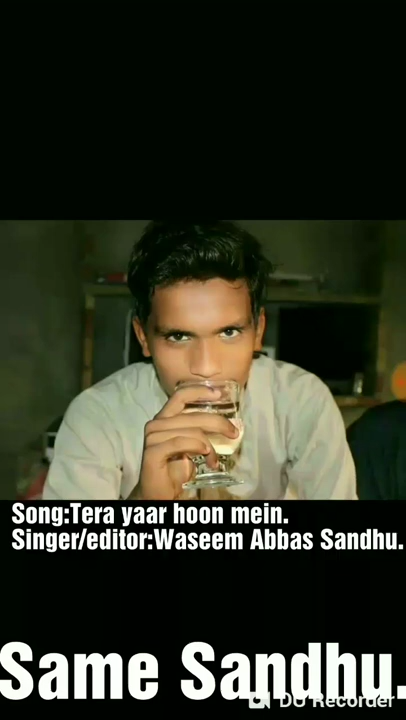 Song:Tera yaar hoon mein.
Singer/editor:Waseem Abbas Sandhu.
Same Sandhu.
DU Recorder